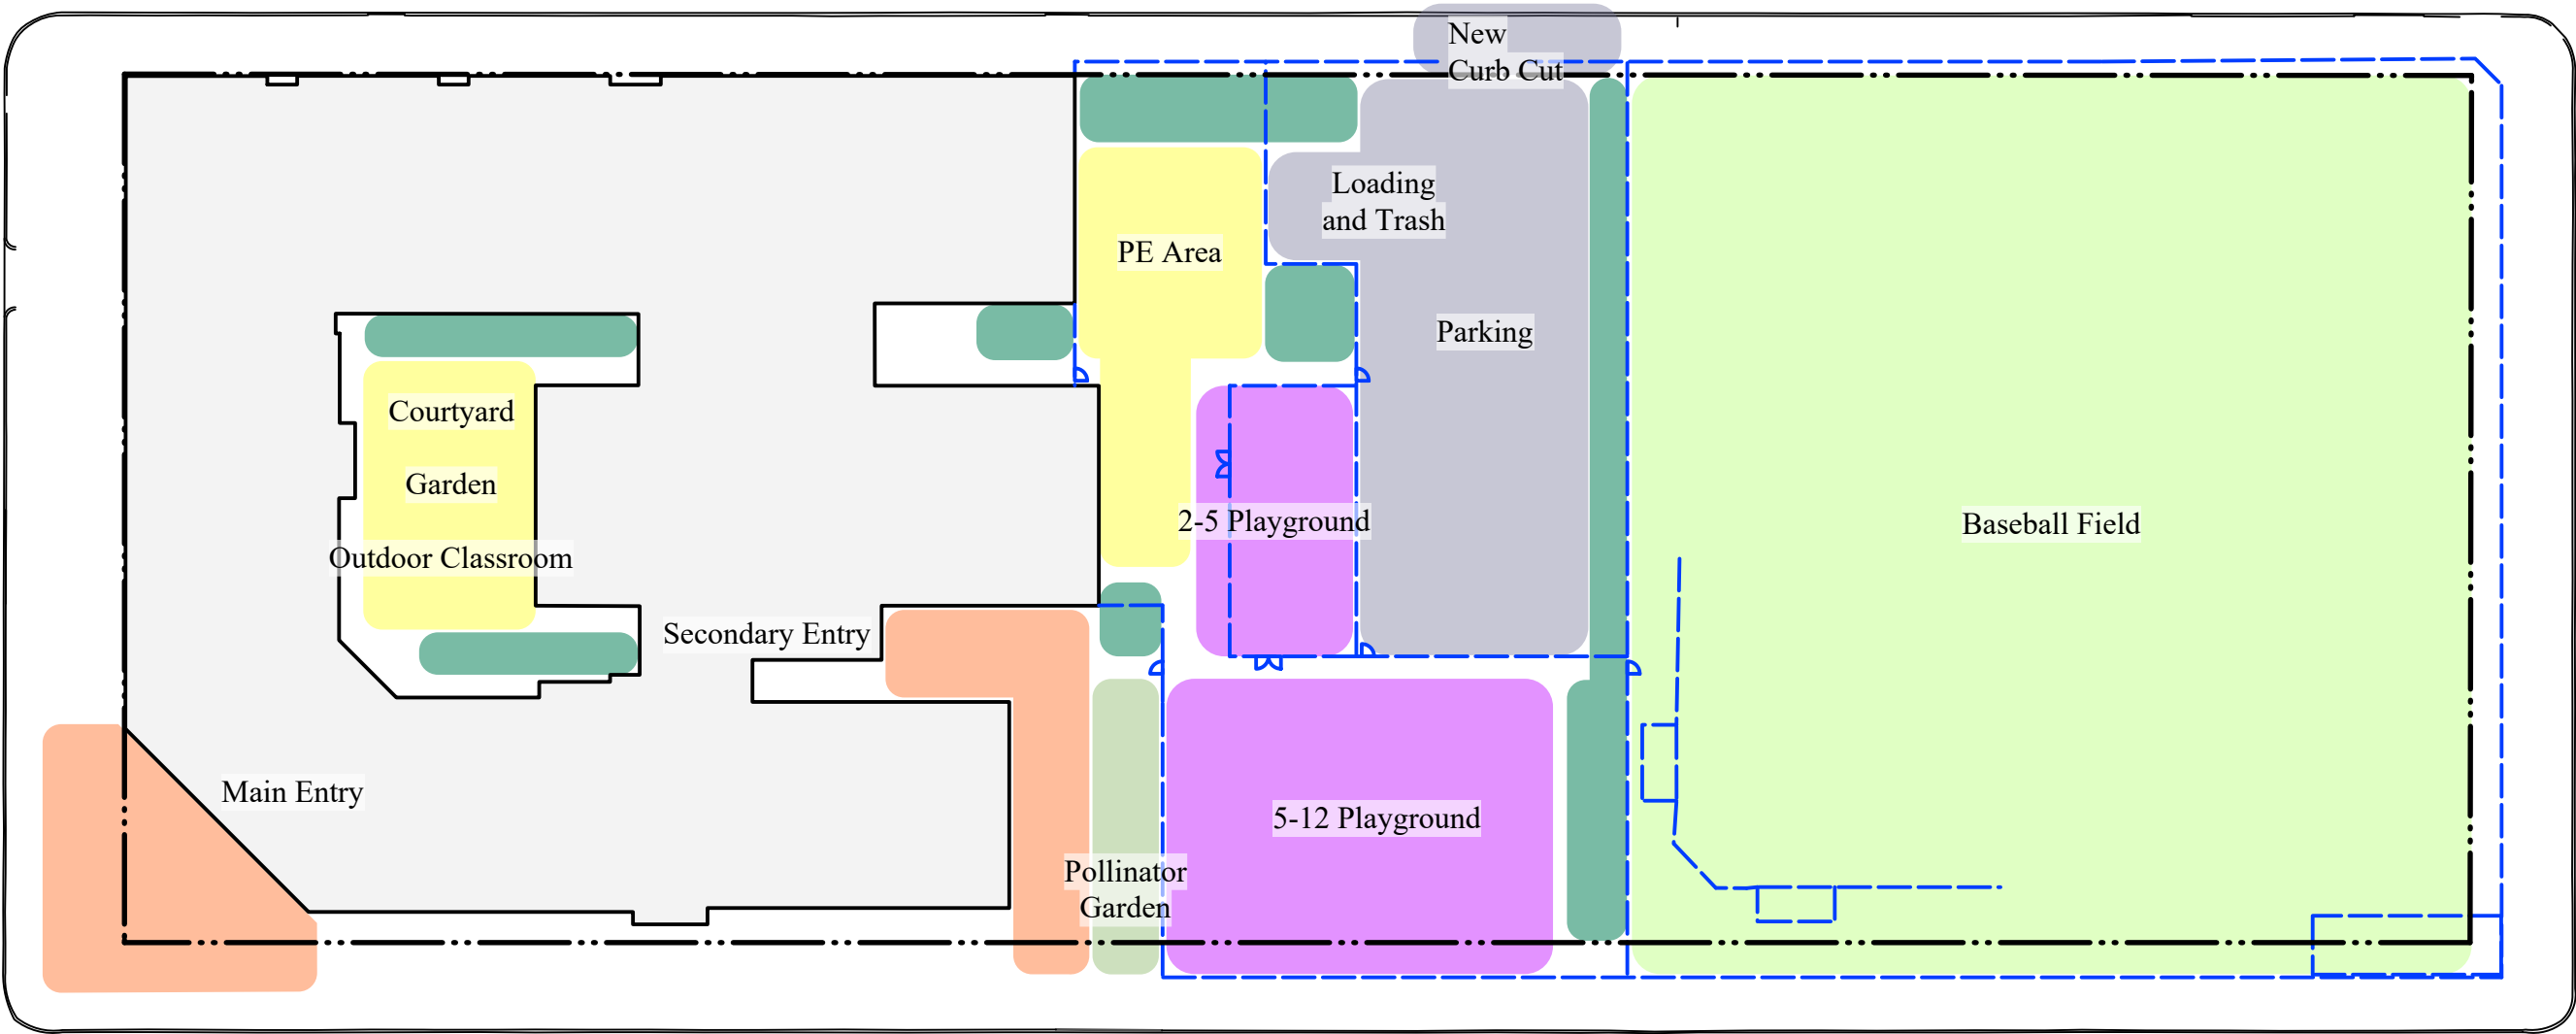 New
Curb Cut
Loading
and Trash
PE Area
Parking
Courtyard
Garden
Outdoor Classroom
2-5 Playground
Baseball Field
Secondary Entry
Main Entry
5-12 Playground
Pollinator
Garden